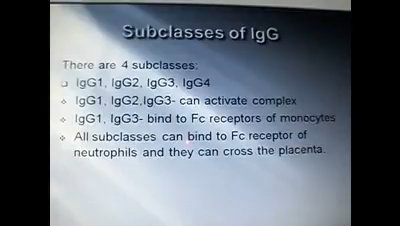 Subclasses of IgG
There are 4 subclasses:
IgG1, IgG2, IgG3, IgG4
IgG1, IgG2,IgG3- can activate complex
IgG1, IgG3- bind to Fc receptors of monocytes
All subclasses can bind to Fc receptor of
neutrophils and they can cross the placenta.